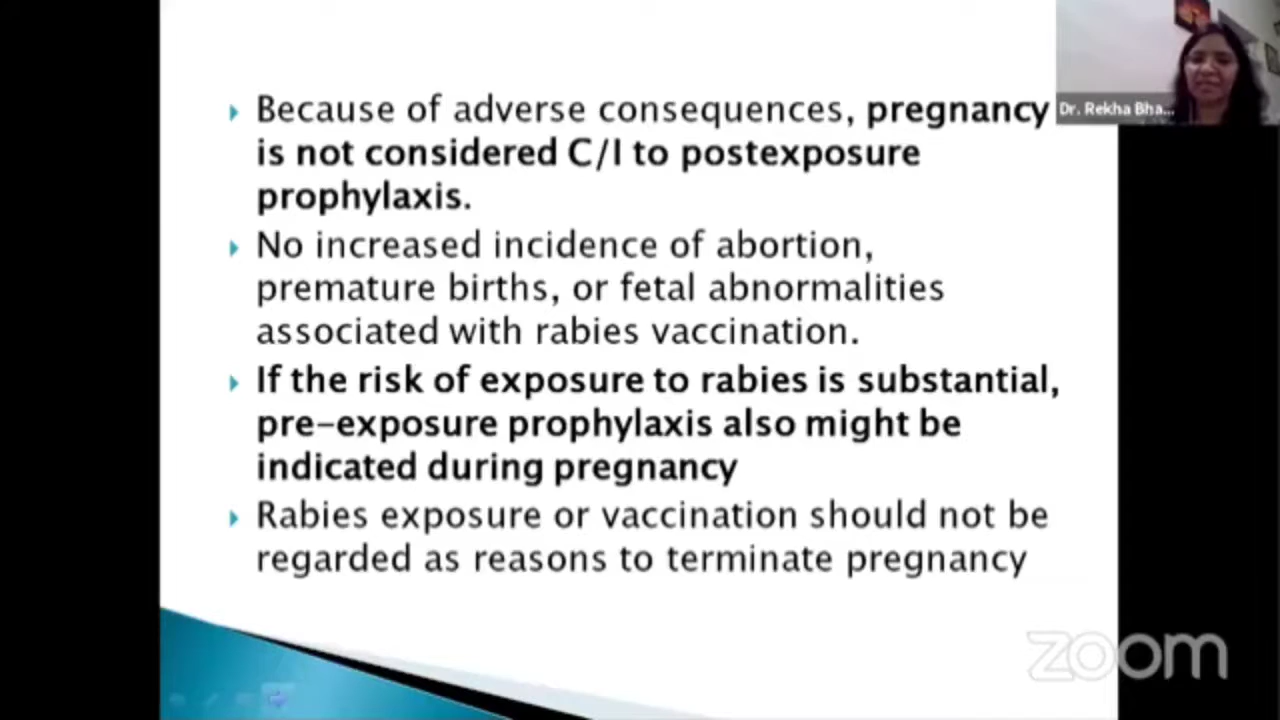 Because of adverse consequences, pregnancy
is not considered C/I to postexposure
prophylaxis.
No increased incidence of abortion,
premature births, or fetal abnormalities
associated with rabies vaccination.
If the risk of exposure to rabies is substantial,
pre-exposure prophylaxis also might be
indicated during pregnancy
Rabies exposure or vaccination should not be
regarded as reasons to terminate pregnancy
Dr. Rekha Bha...
zoom